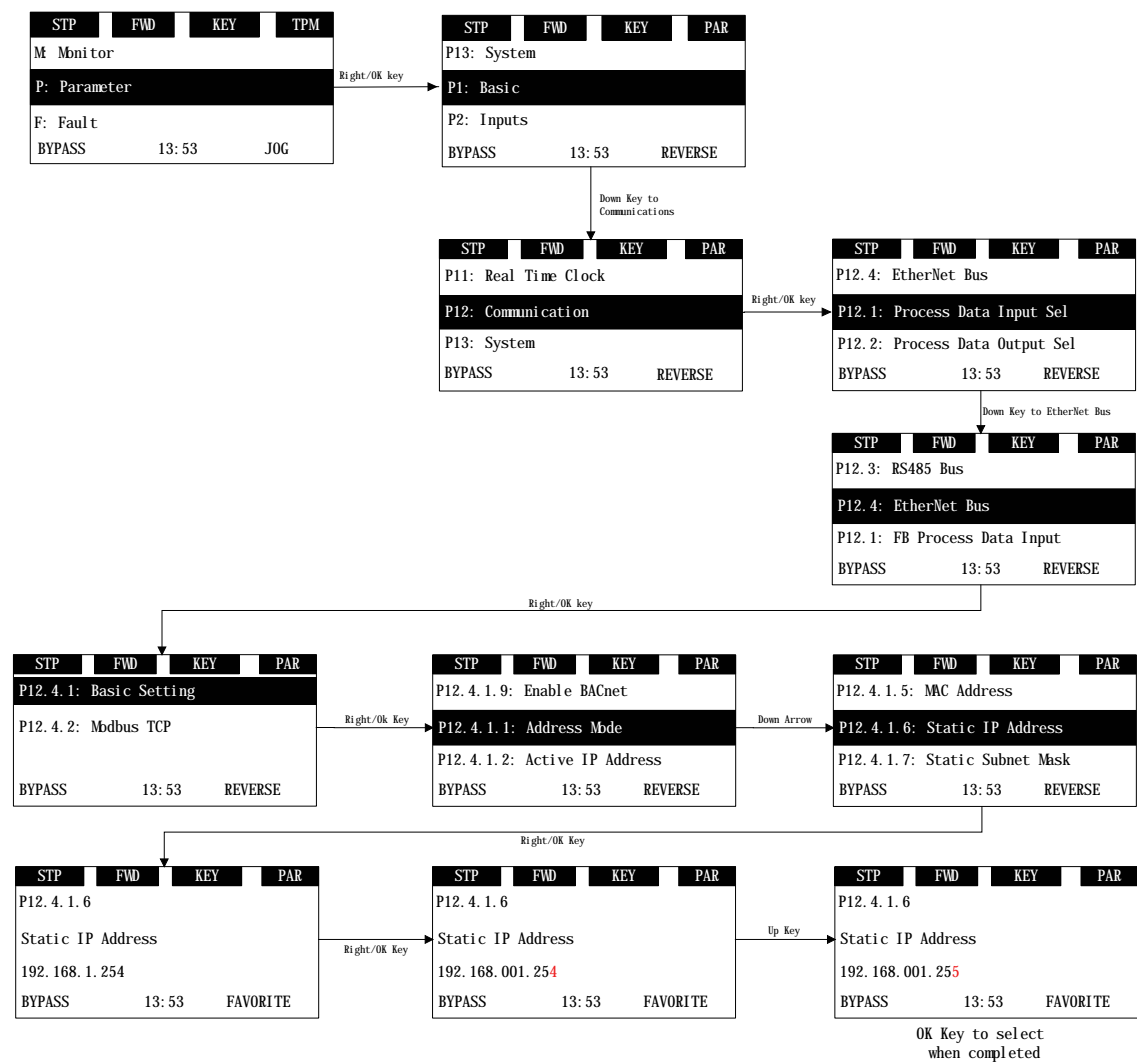 STP FWD KEY TPM
M: Monitor
P: Parameter
F: Fault
BYPASS 13:53 JOG
Right/OK key
STP FWD KEY PAR
P13: System
P1: Basic
P2: Inputs
BYPASS 13:53 REVERSE
Down Key to
Communications
STP FWD KEY PAR
P11: Real Time Clock
P12: Communication
P13: System
BYPASS 13:53 REVERSE
Right/OK key
STP FWD KEY PAR
P12.4: EtherNet Bus
P12.1: Process Data Input Sel
P12.2: Process Data Output Sel
BYPASS 13:53 REVERSE
Down Key to EtherNet Bus
STP FWD KEY PAR
P12.3: RS485 Bus
P12.4: EtherNet Bus
P12.1: FB Process Data Input
BYPASS 13:53 REVERSE
Right/OK key
STP FWD KEY PAR
P12.4.1: Basic Setting
P12.4.2: Modbus TCP
BYPASS 13:53 REVERSE
Right/Ok Key
STP FWD KEY PAR
P12.4.1.9: Enable BACnet
P12.4.1.1: Address Mode
P12.4.1.2: Active IP Address
BYPASS 13:53 REVERSE
Down Arrow
STP FWD KEY PAR
P12.4.1.5: MAC Address
P12.4.1.6: Static IP Address
P12.4.1.7: Static Subnet Mask
BYPASS 13:53 REVERSE
Right/OK Key
STP FWD KEY PAR
P12.4.1.6
Static IP Address
192.168.1.254
BYPASS 13:53 FAVORITE
Right/OK Key
STP FWD KEY PAR
P12.4.1.6
Static IP Address
192.168.001.254
BYPASS 13:53 FAVORITE
Up Key
STP FWD KEY PAR
P12.4.1.6
Static IP Address
192.168.001.255
BYPASS 13:53 FAVORITE
OK Key to select
when completed